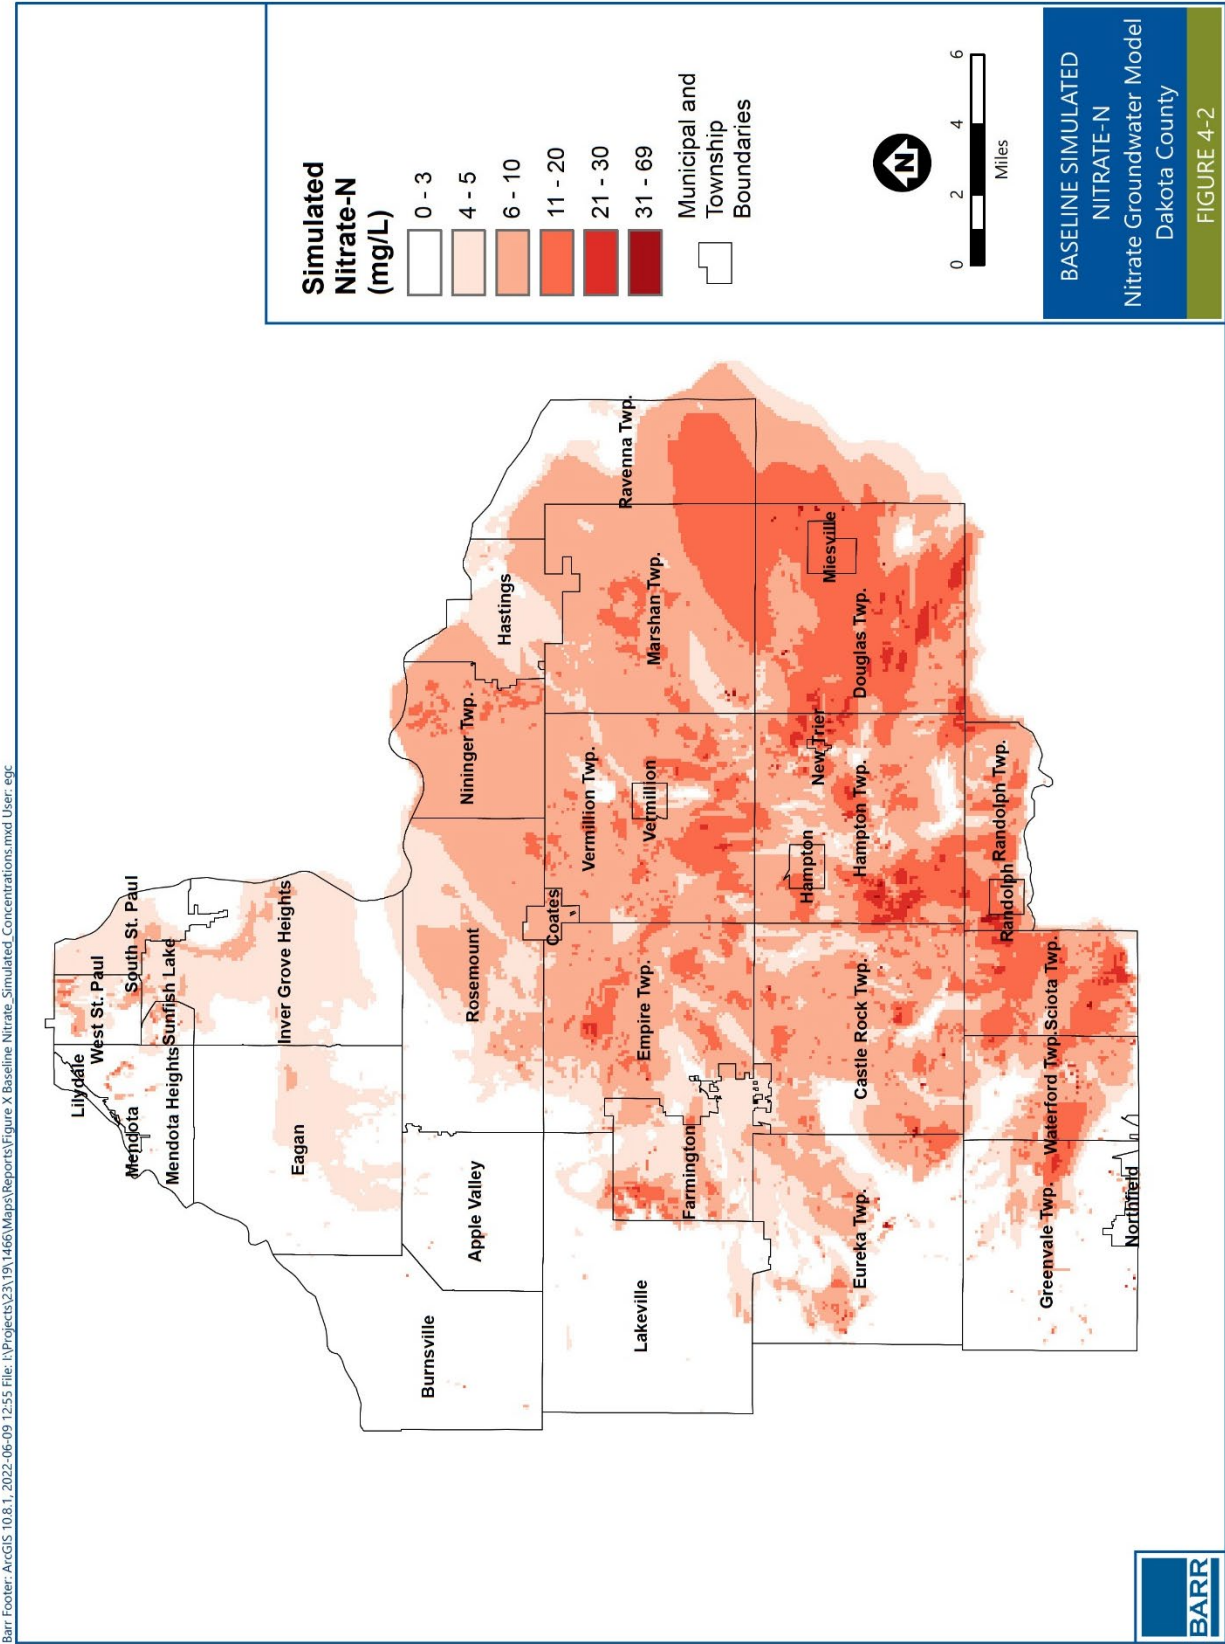 Barr Footer: ArcGIS 10.8.1, 2022-06-09 12:55 File: I:\Projects\23\19\1466\Maps\Reports\Figure X Baseline Nitrate_Simulated_Concentrations.mxd User: egc
Lilydale
West St. Paul
South St. Paul
Mendota
Mendota Heights
Sunfish Lake
Eagan
Inver Grove Heights
Burnsville
Apple Valley
Rosemount
Nininger Twp.
Hastings
Coates
Vermillion Twp.
Ravenna Twp.
Lakeville
Farmington
Empire Twp.
Vermillion
Marshan Twp.
Hampton
New Trier
Miesville
Eureka Twp.
Castle Rock Twp.
Hampton Twp.
Douglas Twp.
Randolph
Randolph Twp.
Greenvale Twp.
Waterford Twp.
Sciota Twp.
Northfield
Simulated
Nitrate-N
(mg/L)
0 - 3
4 - 5
6 - 10
11 - 20
21 - 30
31 - 69
Municipal and
Township
Boundaries
N
0 2 4 6
Miles
BASELINE SIMULATED
NITRATE-N
Nitrate Groundwater Model
Dakota County
FIGURE 4-2
BARR